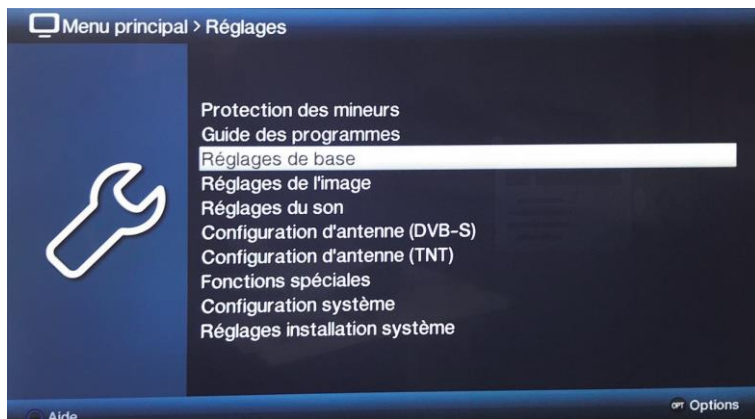 Menu principal > Réglages
Protection des mineurs
Guide des programmes
Réglages de base
Réglages de l'image
Réglages du son
Configuration d'antenne (DVB-S)
Configuration d'antenne (TNT)
Fonctions spéciales
Configuration système
Réglages installation système
Aide
OPT Options